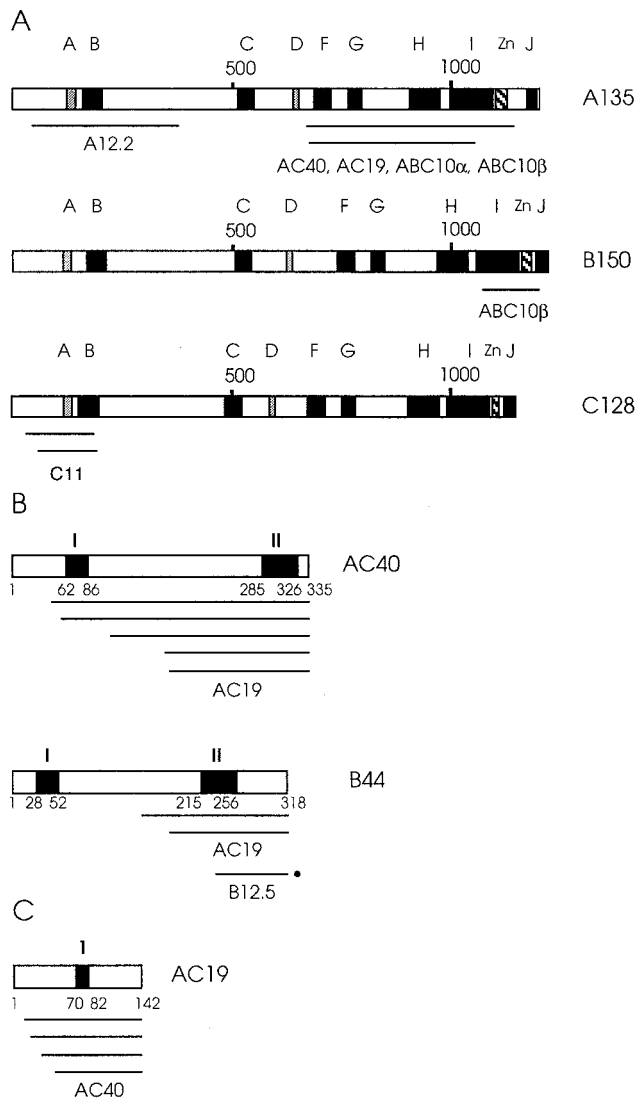 A
A B C D F G H I Zn J
500 1000
A135
A12.2
AC40, AC19, ABC10α, ABC10β
A B C D F G H I Zn J
500 1000
B150
ABC10β
A B C D F G H I Zn J
500 1000
C128
C11
B
I II
AC40
1 62 86 285 326 335
AC19
I II
B44
1 28 52 215 256 318
AC19
B12.5
C
1
AC19
1 70 82 142
AC40